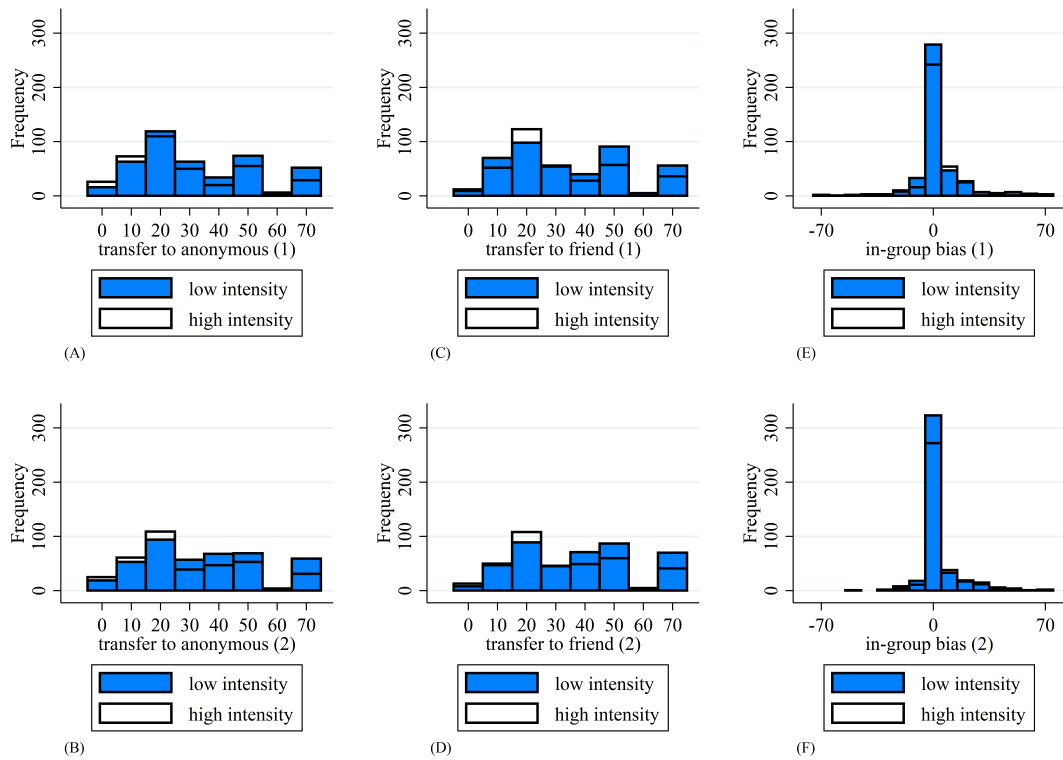 Frequency
300
200
100
0
0 10 20 30 40 50 60 70
transfer to anonymous (1)
low intensity
high intensity
(A)
Frequency
300
200
100
0
0 10 20 30 40 50 60 70
transfer to friend (1)
low intensity
high intensity
(C)
Frequency
300
200
100
0
-70 0 70
in-group bias (1)
low intensity
high intensity
(E)
Frequency
300
200
100
0
0 10 20 30 40 50 60 70
transfer to anonymous (2)
low intensity
high intensity
(B)
Frequency
300
200
100
0
0 10 20 30 40 50 60 70
transfer to friend (2)
low intensity
high intensity
(D)
Frequency
300
200
100
0
-70 0 70
in-group bias (2)
low intensity
high intensity
(F)